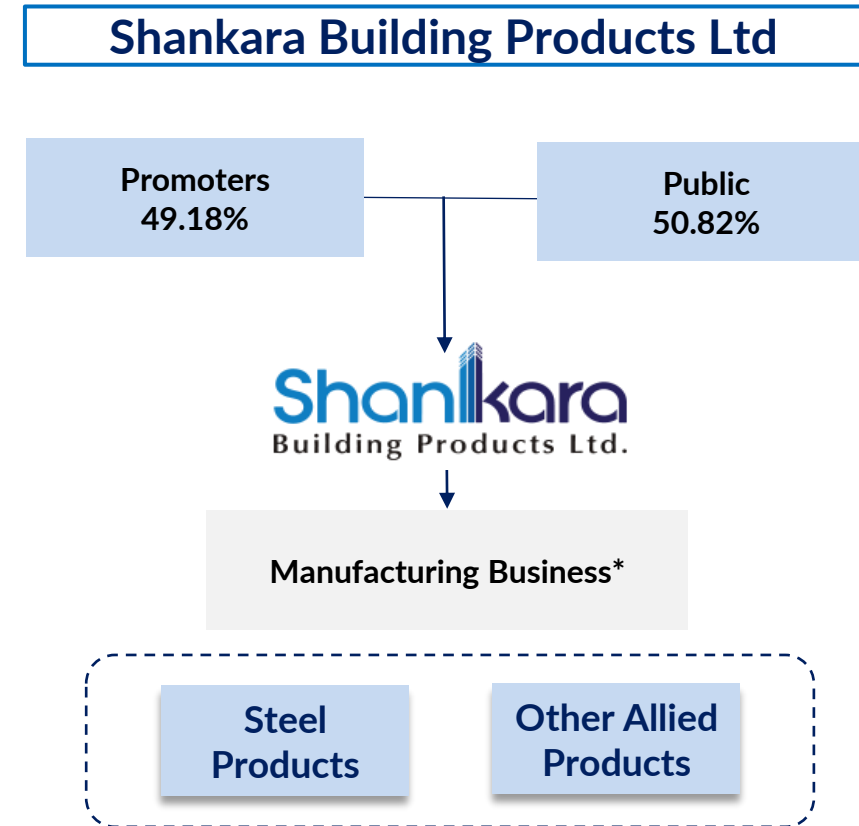 Shankara Building Products Ltd
Promoters
49.18%
Public
50.82%
Shankara
Building Products Ltd.
Manufacturing Business*
Steel
Products
Other Allied
Products